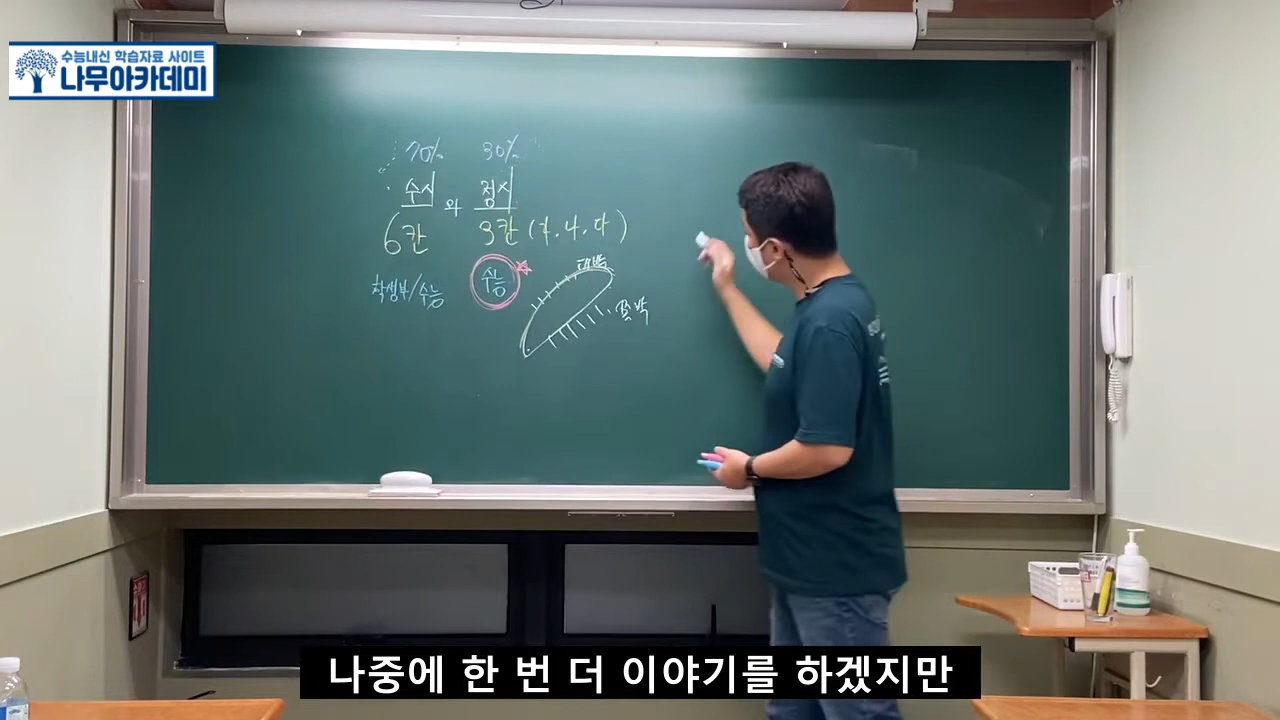 수능내신 학습자료 사이트
나무아카데미
70% 30%
수시 와 정시
6칸 3칸 (가.나.다)
학생부/수능 수능
대박
쪽박
나중에 한 번 더 이야기를 하겠지만